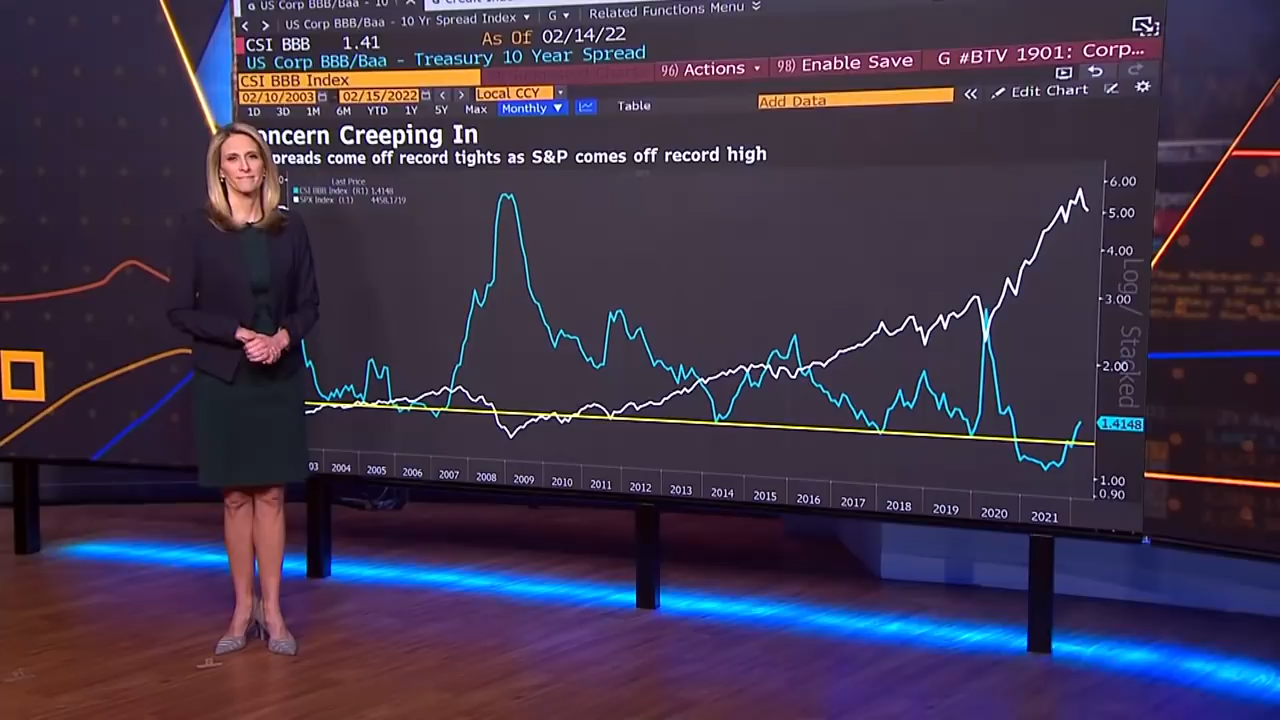 US Corp BBB/Baa - 10
US Corp BBB/Baa - 10 Yr Spread Index G Related Functions Menu
CSI BBB 1.41 As Of 02/14/22
US Corp BBB/Baa - Treasury 10 Year Spread
96) Actions 98) Enable Save G #BTV 1901: Corp...
CSI BBB Index
02/10/2003 - 02/15/2022 Local CCY
1D 3D 1M 6M YTD 1Y 5Y Max Monthly Table Add Data Edit Chart
oncern Creeping In
preads come off record tights as S&P comes off record high
Last Price
CSI BBB Index (R1) 1.4148
SPX Index (L1) 4458.1719
6.00
5.00
4.00
3.00
2.00
1.4148
1.00
0.90
Log / Stacked
03 2004 2005 2006 2007 2008 2009 2010 2011 2012 2013 2014 2015 2016 2017 2018 2019 2020 2021